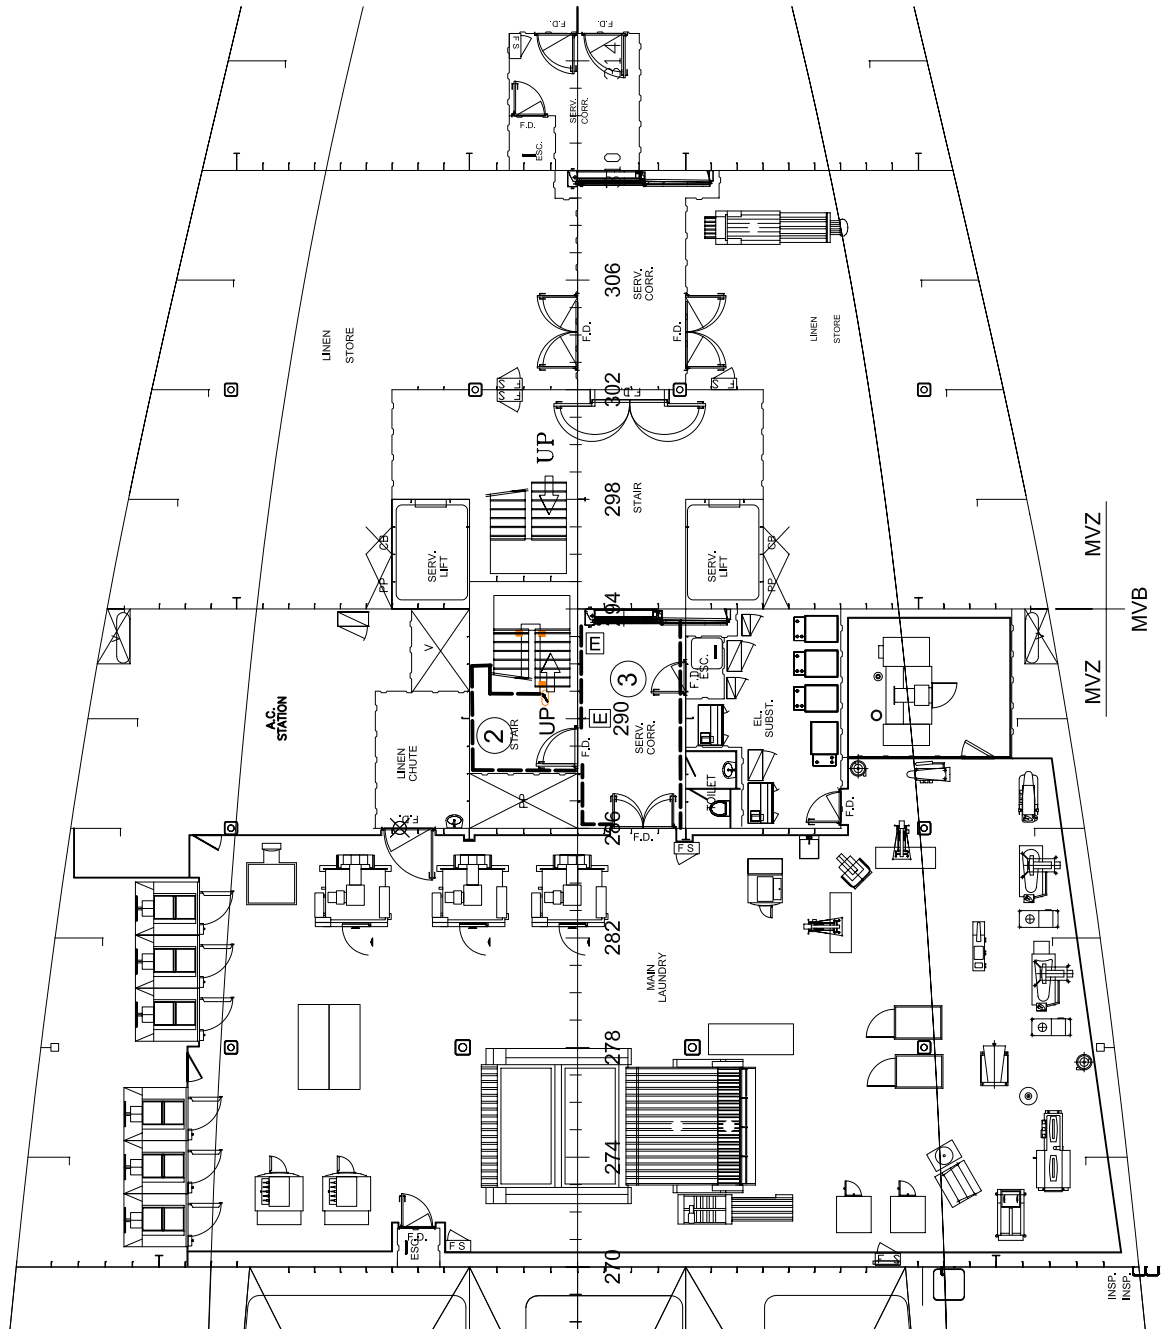 F.D.
F.D.
F S
314
SERV.
CORR.
F.D.
ESC.
310
306
SERV.
CORR.
LINEN
STORE
F.D.
F.D.
LINEN
STORE
302
UP
298
STAIR
SERV.
LIFT
SERV.
LIFT
CB
PP
CB
PP
MVZ
MVB
MVZ
294
V
E
3
F.D.
ESC.
A.C.
STATION
E
290
UP
2
STAIR
EL.
SUBST.
SERV.
CORR.
F.D.
LINEN
CHUTE
TOILET
PP
F.D.
286
F.D.
F.D.
F S
282
MAIN
LAUNDRY
278
274
F.D.
ESC.
F S
270
INSP.
INSP.